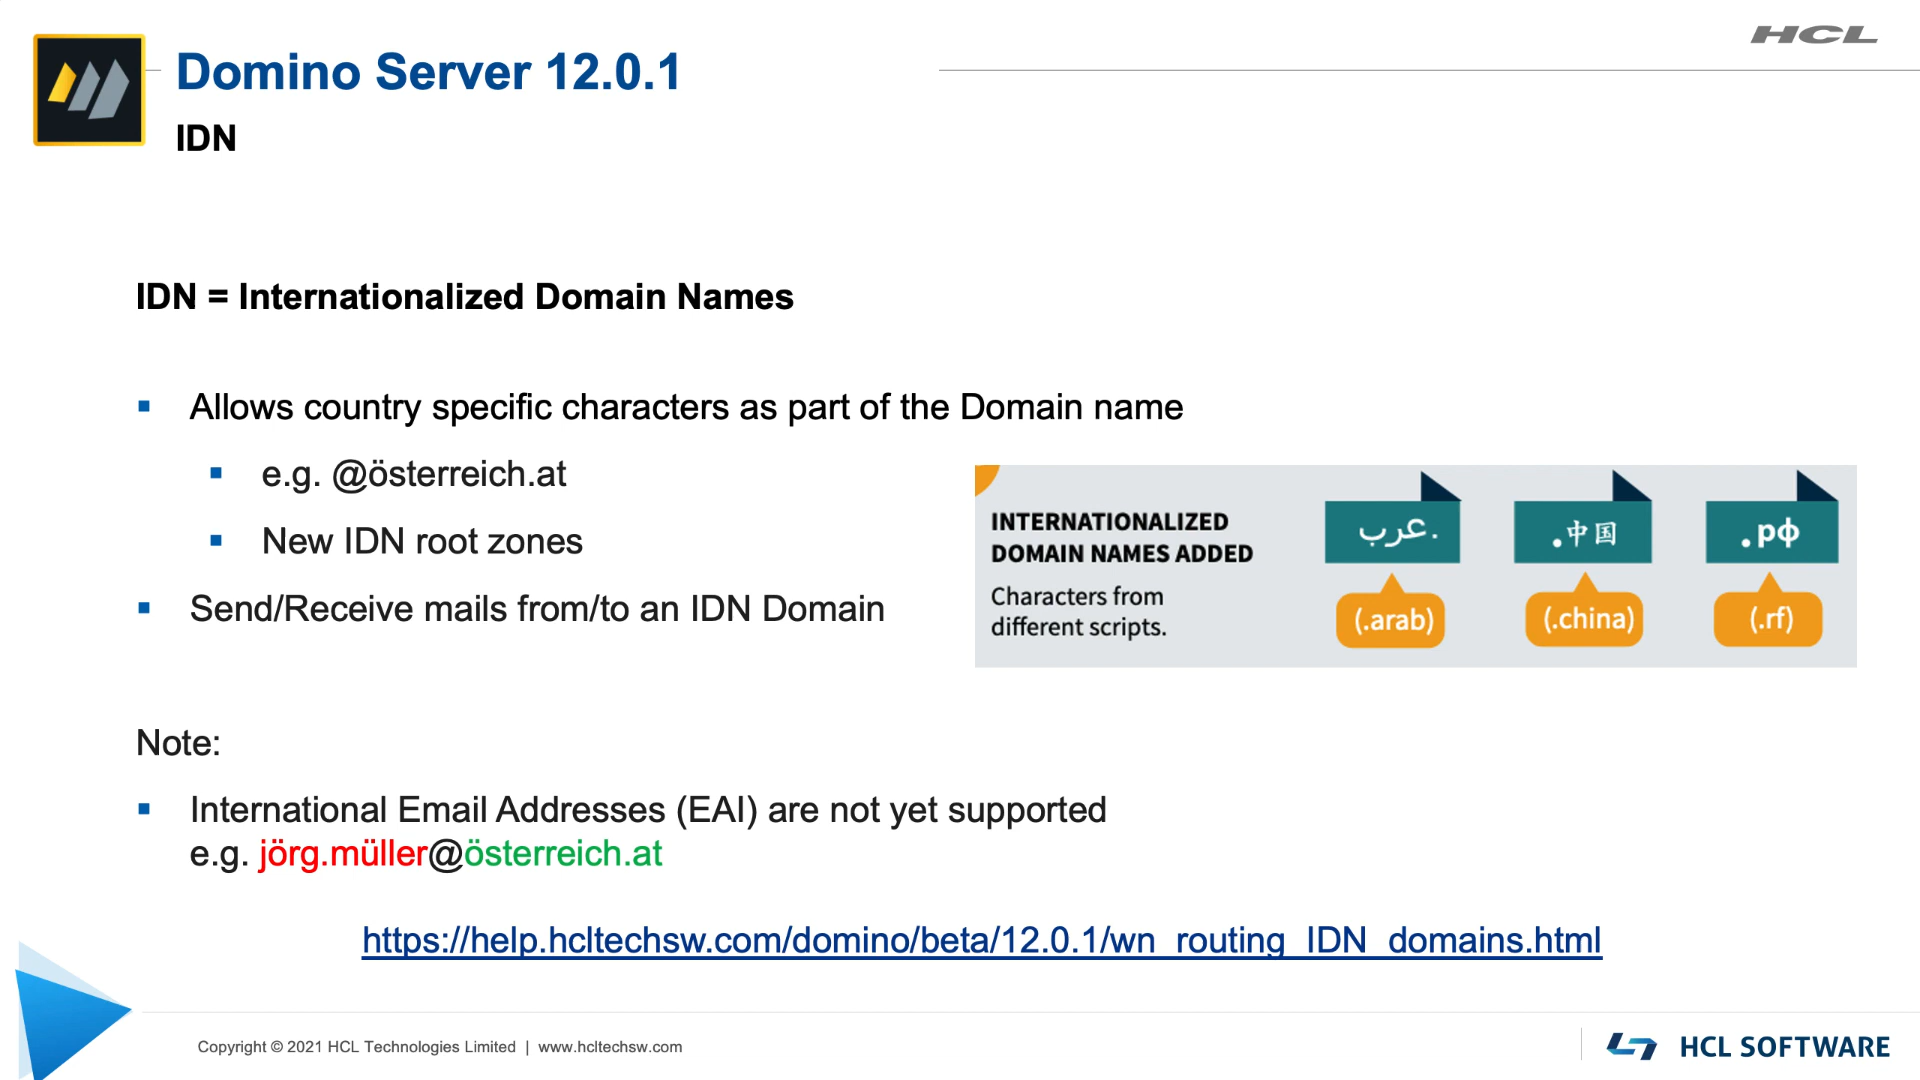 HCL
Domino Server 12.0.1
IDN
IDN = Internationalized Domain Names
Allows country specific characters as part of the Domain name
e.g. @österreich.at
New IDN root zones
Send/Receive mails from/to an IDN Domain
INTERNATIONALIZED
DOMAIN NAMES ADDED
Characters from
different scripts.
.عرب
.中国
.рф
(.arab)
(.china)
(.rf)
Note:
International Email Addresses (EAI) are not yet supported
e.g. jörg.müller@österreich.at
https://help.hcltechsw.com/domino/beta/12.0.1/wn_routing_IDN_domains.html
Copyright © 2021 HCL Technologies Limited | www.hcltechsw.com
HCL SOFTWARE